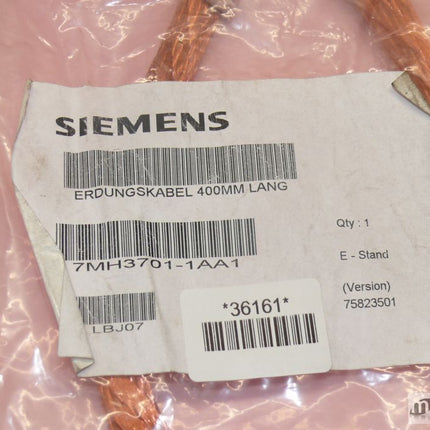 SIEMENS
ERDUNGSKABEL 400MM LANG
Qty : 1
7MH3701-1AA1
E - Stand
(Version)
75823501
LBJ07
*36161*